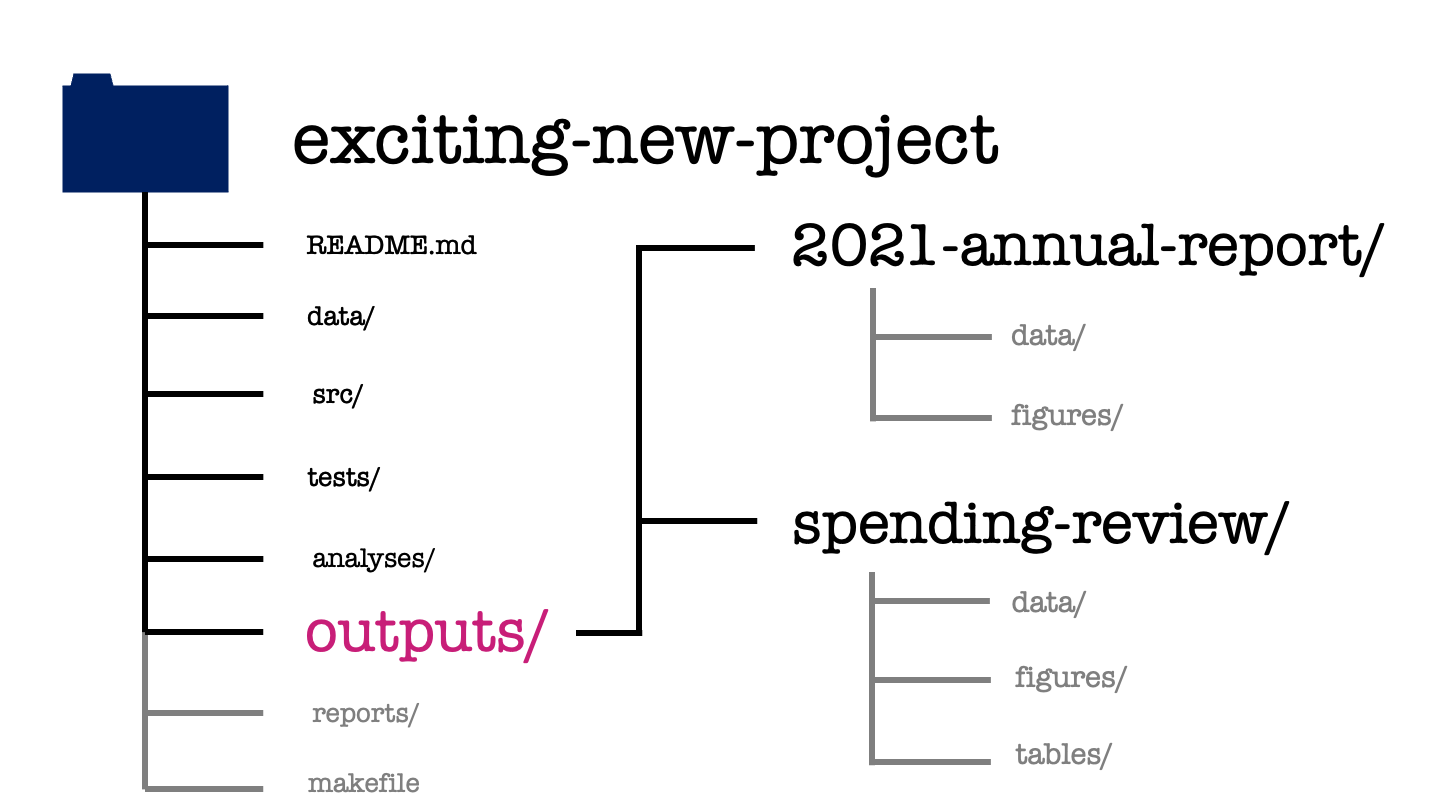 exciting-new-project
README.md
data/
src/
tests/
analyses/
outputs/
reports/
makefile
2021-annual-report/
data/
figures/
spending-review/
data/
figures/
tables/